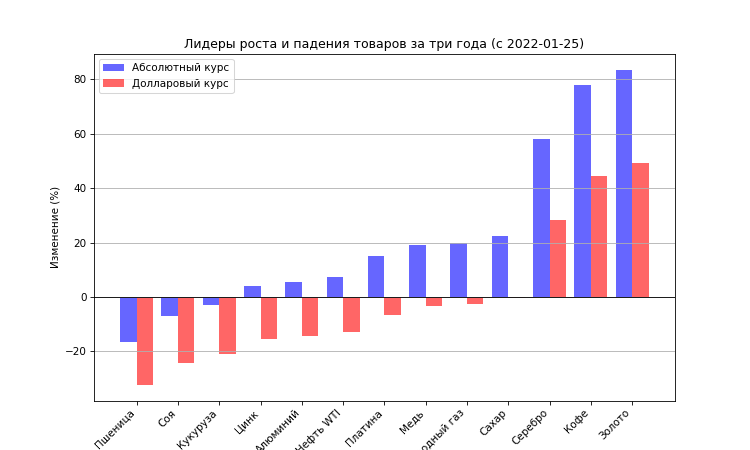 Лидеры роста и падения товаров за три года (с 2022-01-25)
Абсолютный курс
Долларовый курс
Изменение (%)
80
60
40
20
0
−20
Пшеница
Соя
Кукуруза
Цинк
Алюминий
Нефть WTI
Платина
Медь
газ
Сахар
Серебро
Кофе
Золото